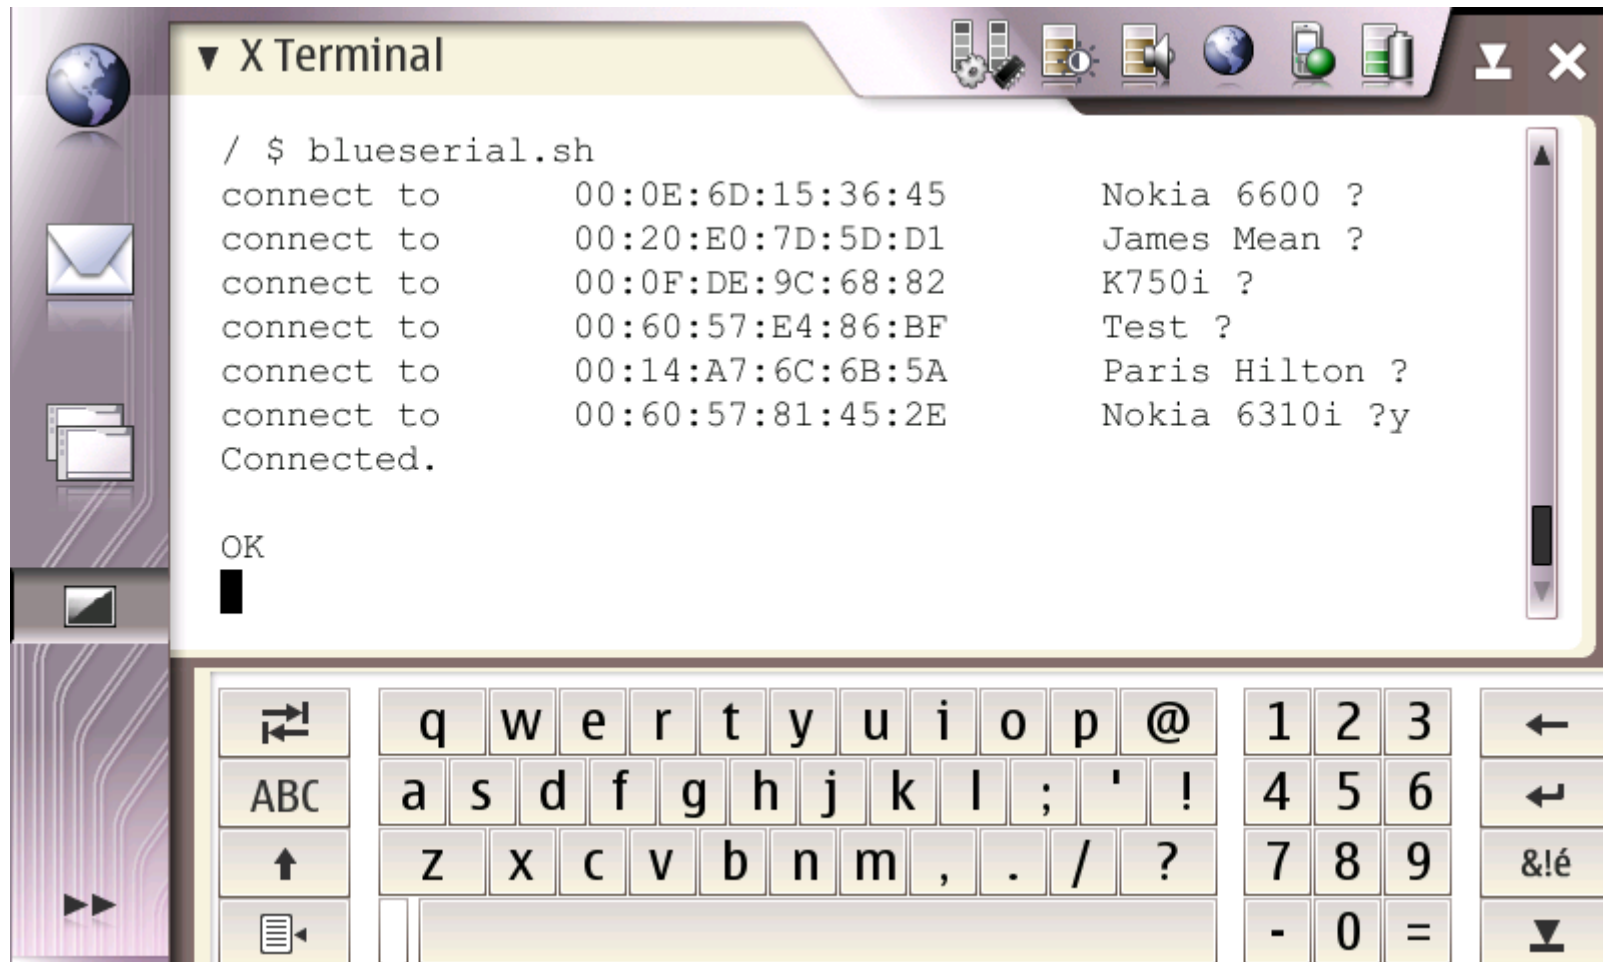 ▼ X Terminal
/ $ blueserial.sh
connect to 00:0E:6D:15:36:45 Nokia 6600 ?
connect to 00:20:E0:7D:5D:D1 James Mean ?
connect to 00:0F:DE:9C:68:82 K750i ?
connect to 00:60:57:E4:86:BF Test ?
connect to 00:14:A7:6C:6B:5A Paris Hilton ?
connect to 00:60:57:81:45:2E Nokia 6310i ?y
Connected.
OK
q w e r t y u i o p @ 1 2 3
ABC a s d f g h j k l ; ' ! 4 5 6
z x c v b n m , . / ? 7 8 9 &!é
- 0 =